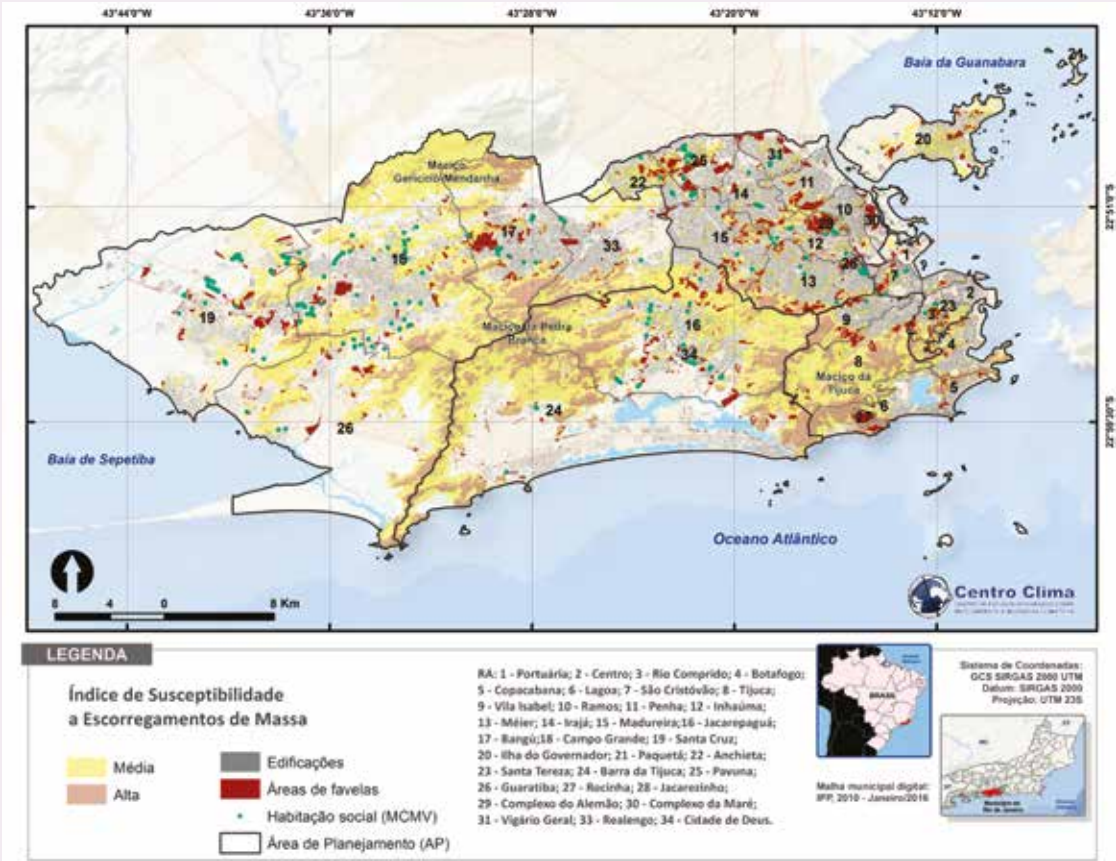 43°44'0"W 43°36'0"W 43°28'0"W 43°20'0"W 43°12'0"W
Baía da Guanabara
21
20
Maciço
Gericinó-Mendanha
25
31
22
14
11
10
30
29
17
33
15
12
18
28
1
13
7
2
23
19
16
9
3
Maciço da Pedra
Branca
34
8
4
Maciço da
Tijuca
5
6
24
26
Baía de Sepetiba
Oceano Atlântico
8 4 0 8 Km
Centro Clima
LEGENDA
Índice de Susceptibilidade
a Escorregamentos de Massa
Média
Alta
Edificações
Áreas de favelas
Habitação social (MCMV)
Área de Planejamento (AP)
RA: 1 - Portuária; 2 - Centro; 3 - Rio Comprido; 4 - Botafogo;
5 - Copacabana; 6 - Lagoa; 7 - São Cristóvão; 8 - Tijuca;
9 - Vila Isabel; 10 - Ramos; 11 - Penha; 12 - Inhaúma;
13 - Méier; 14 - Irajá; 15 - Madureira;16 - Jacarepaguá;
17 - Bangú;18 - Campo Grande; 19 - Santa Cruz;
20 - Ilha do Governador; 21 - Paquetá; 22 - Anchieta;
23 - Santa Tereza; 24 - Barra da Tijuca; 25 - Pavuna;
26 - Guaratiba; 27 - Rocinha; 28 - Jacarezinho;
29 - Complexo do Alemão; 30 - Complexo da Maré;
31 - Vigário Geral; 33 - Realengo; 34 - Cidade de Deus.
BRASIL
Malha municipal digital:
IPP, 2010 - Janeiro/2016
Sistema de Coordenadas:
GCS SIRGAS 2000 UTM
Datum: SIRGAS 2000
Projeção: UTM 23S
Município do
Rio de Janeiro